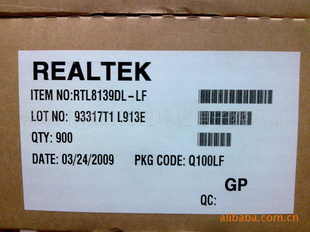 REALTEK
ITEM NO:RTL8139DL-LF
LOT NO: 93317T1 L913E
QTY: 900
DATE: 03/24/2009 PKG CODE: Q100LF
GP
QC:
alibaba.com.cn